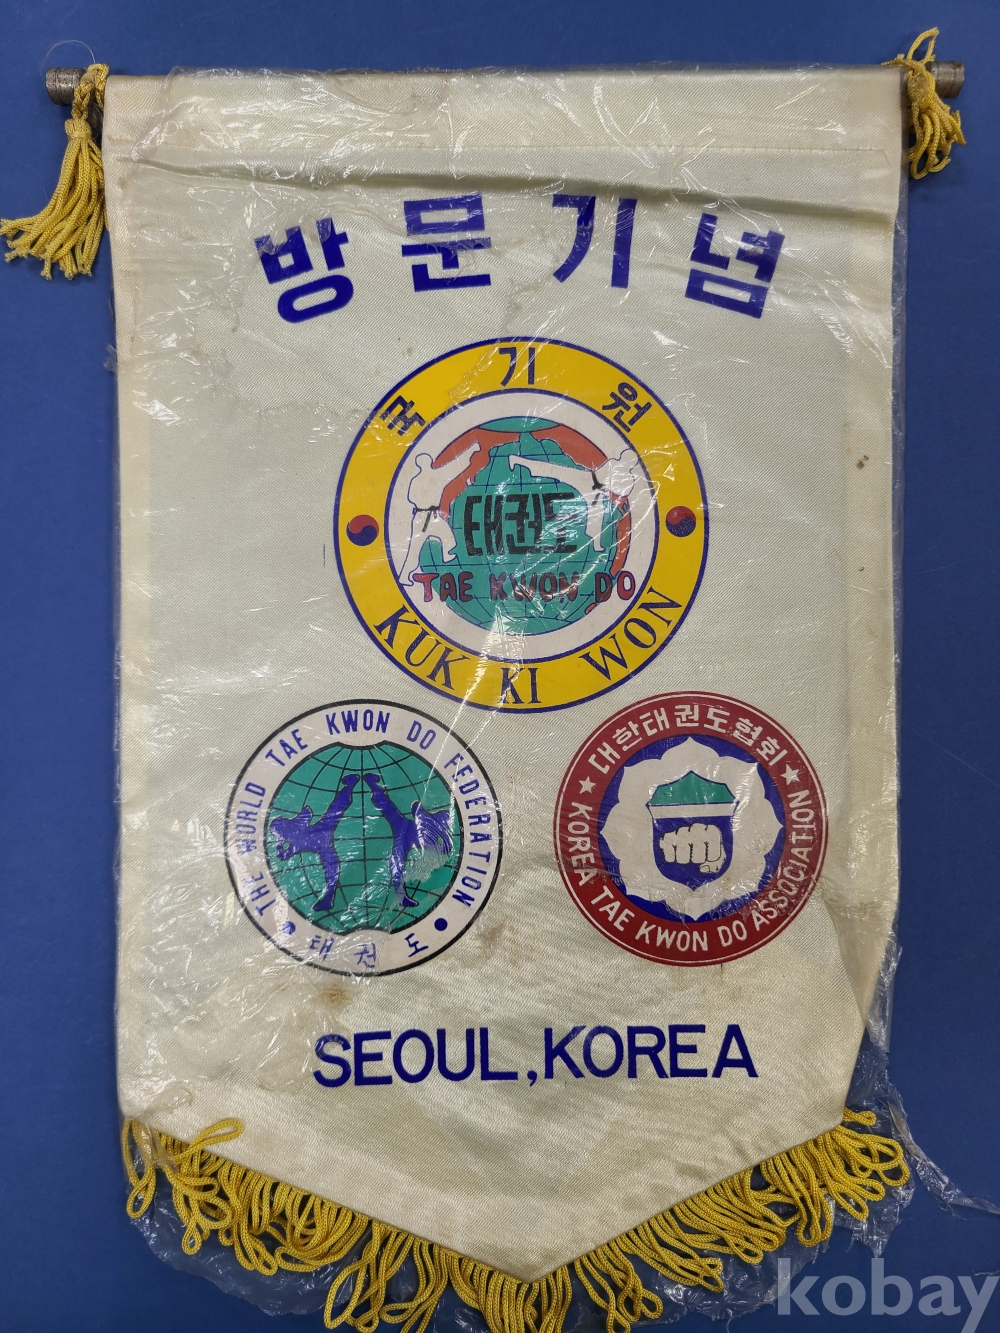 방문기념
국기원
태권도
TAE KWON DO
KUK KI WON
THE WORLD TAE KWON DO FEDERATION
태권도
대한태권도협회
KOREA TAE KWON DO ASSOCIATION
SEOUL,KOREA
kobay